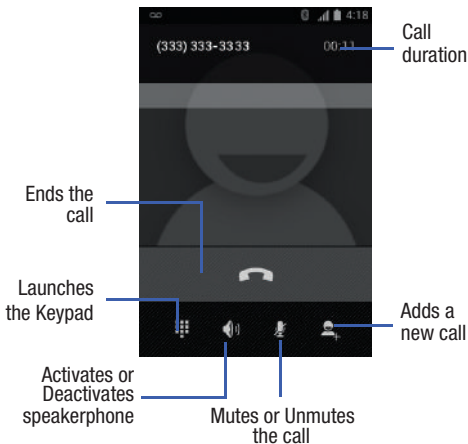 4:18
(333) 333-3333
00:11
Call
duration
Ends the
call
Launches
the Keypad
Adds a
new call
Activates or
Deactivates
speakerphone
Mutes or Unmutes
the call